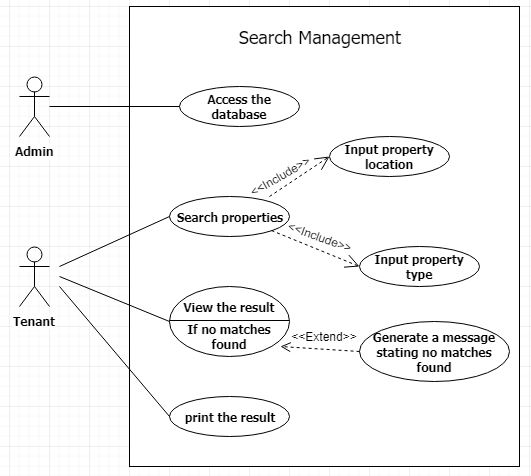 Search Management
Access the
database
Admin
Input property
location
<<Include>>
Search properties
<<Include>>
Input property
type
Tenant
View the result
If no matches
found
<<Extend>>
Generate a message
stating no matches
found
print the result